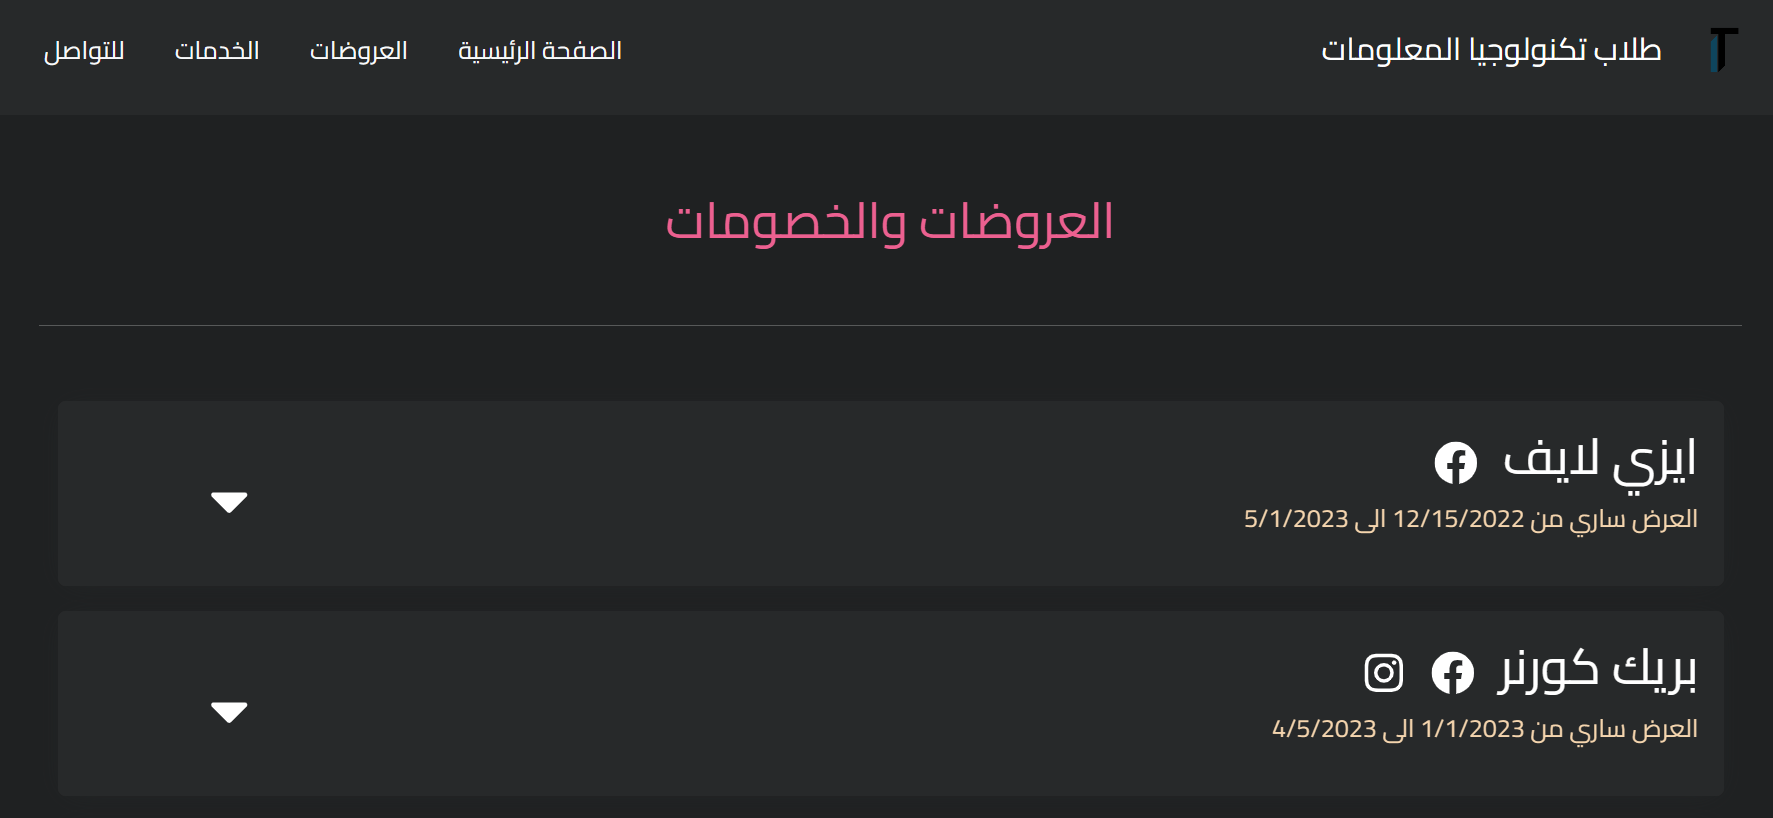 طلاب تكنولوجيا المعلومات
الصفحة الرئيسية العروضات الخدمات للتواصل
العروضات والخصومات
ايزي لايف
العرض ساري من 12/15/2022 الى 5/1/2023
بريك كورنر
العرض ساري من 1/1/2023 الى 4/5/2023